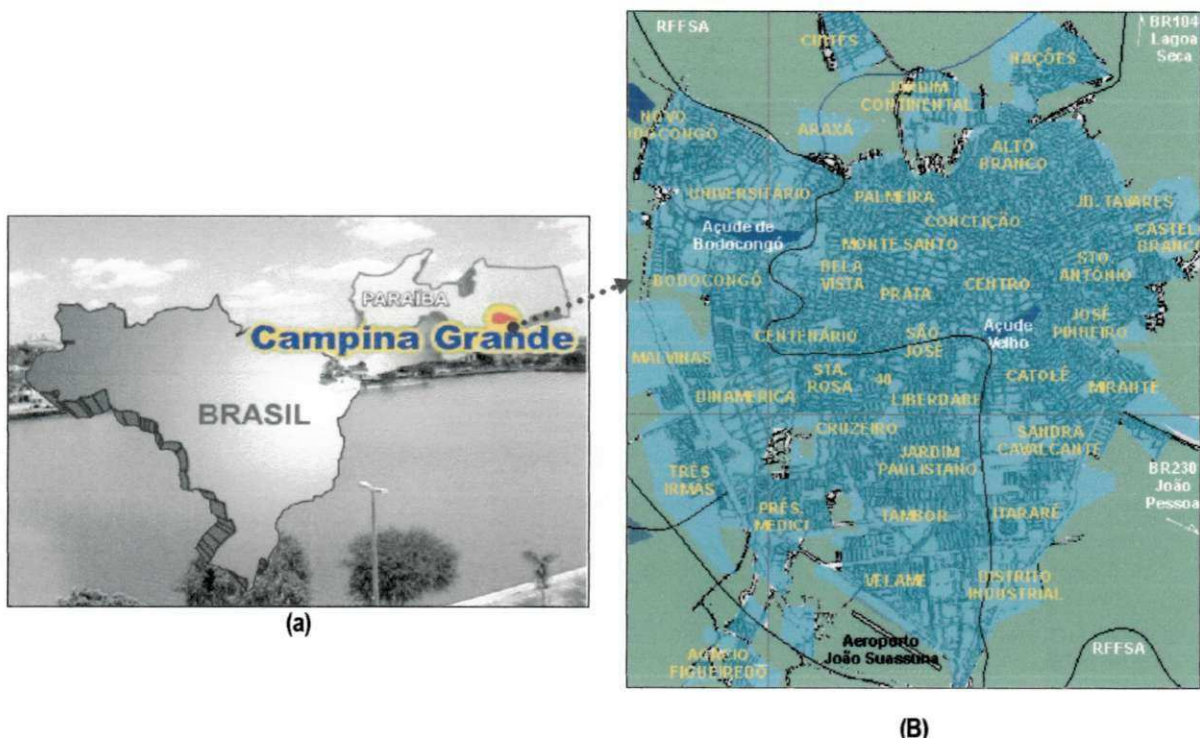 PARAÍBA
Campina Grande
BRASIL
(a)
RFFSA
BR104
Lagoa
Seca
CUITÉS
NAÇÕES
JARDIM
CONTINENTAL
NOVO
BODOCONGÓ
ARAXÁ
ALTO
BRANCO
UNIVERSITÁRIO
PALMEIRA
JD. TAVARES
CONCEIÇÃO
CASTELO
BRANCO
Açude de
Bodocongó
MONTE SANTO
STO.
ANTÔNIO
BODOCONGÓ
BELA
VISTA
PRATA
CENTRO
JOSÉ
PINHEIRO
CENTENÁRIO
SÃO
JOSÉ
Açude
Velho
MALVINAS
STA.
ROSA
CATOLÉ
MIRANTE
DINAMÉRICA
LIBERDADE
CRUZEIRO
SANDRA
CAVALCANTE
JARDIM
PAULISTANO
TRÊS
IRMÃS
BR230
João
Pessoa
PRÉS.
MEDICI
TAMBOR
ITARARÉ
VELAME
DISTRITO
INDUSTRIAL
Aeroporto
João Suassuna
RFFSA
FIGUEIREDO
(B)